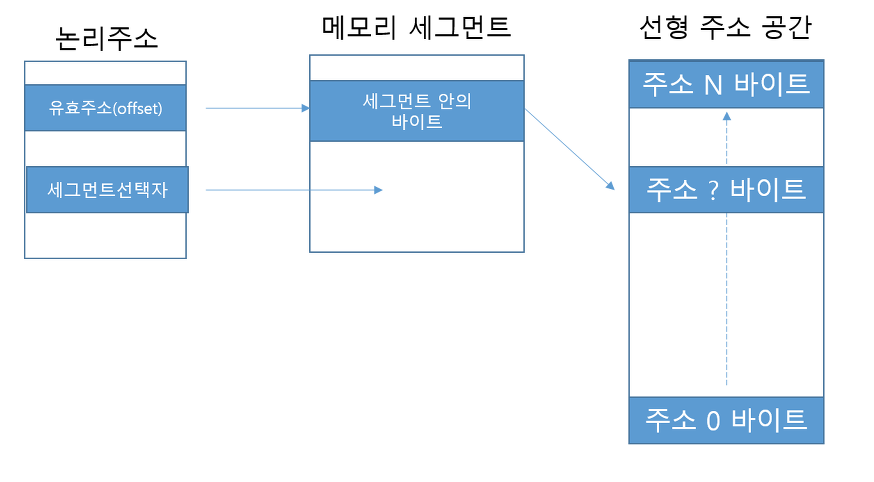 논리주소
유효주소(offset)
세그먼트선택자
메모리 세그먼트
세그먼트 안의
바이트
선형 주소 공간
주소 N 바이트
주소 ? 바이트
주소 0 바이트